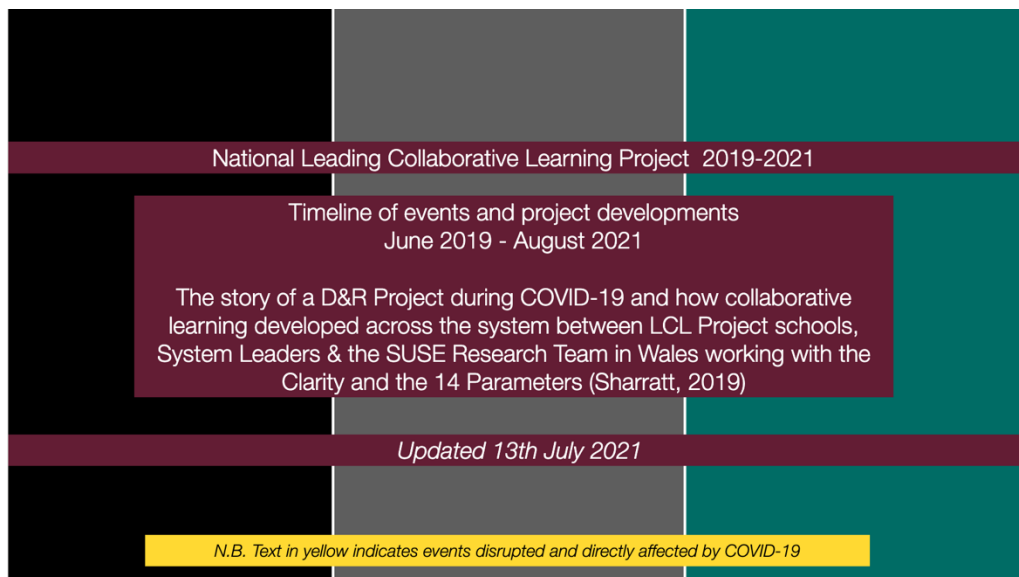 National Leading Collaborative Learning Project 2019-2021
Timeline of events and project developments
June 2019 - August 2021
The story of a D&R Project during COVID-19 and how collaborative
learning developed across the system between LCL Project schools,
System Leaders & the SUSE Research Team in Wales working with the
Clarity and the 14 Parameters (Sharratt, 2019)
Updated 13th July 2021
N.B. Text in yellow indicates events disrupted and directly affected by COVID-19